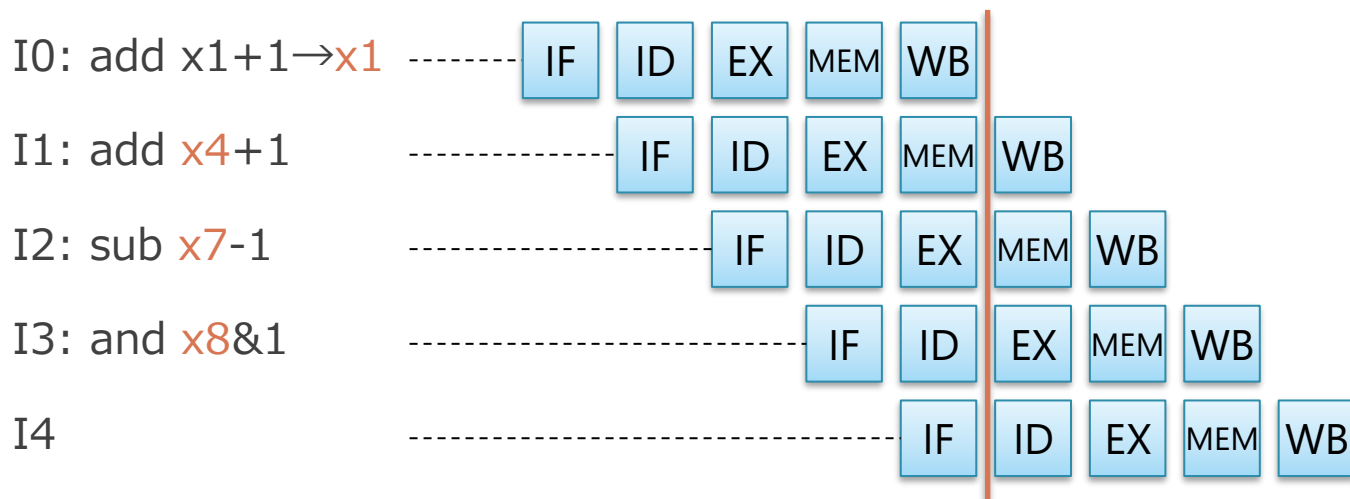 I0: add x1+1→x1 IF ID EX MEM WB
I1: add x4+1 IF ID EX MEM WB
I2: sub x7-1 IF ID EX MEM WB
I3: and x8&1 IF ID EX MEM WB
I4 IF ID EX MEM WB